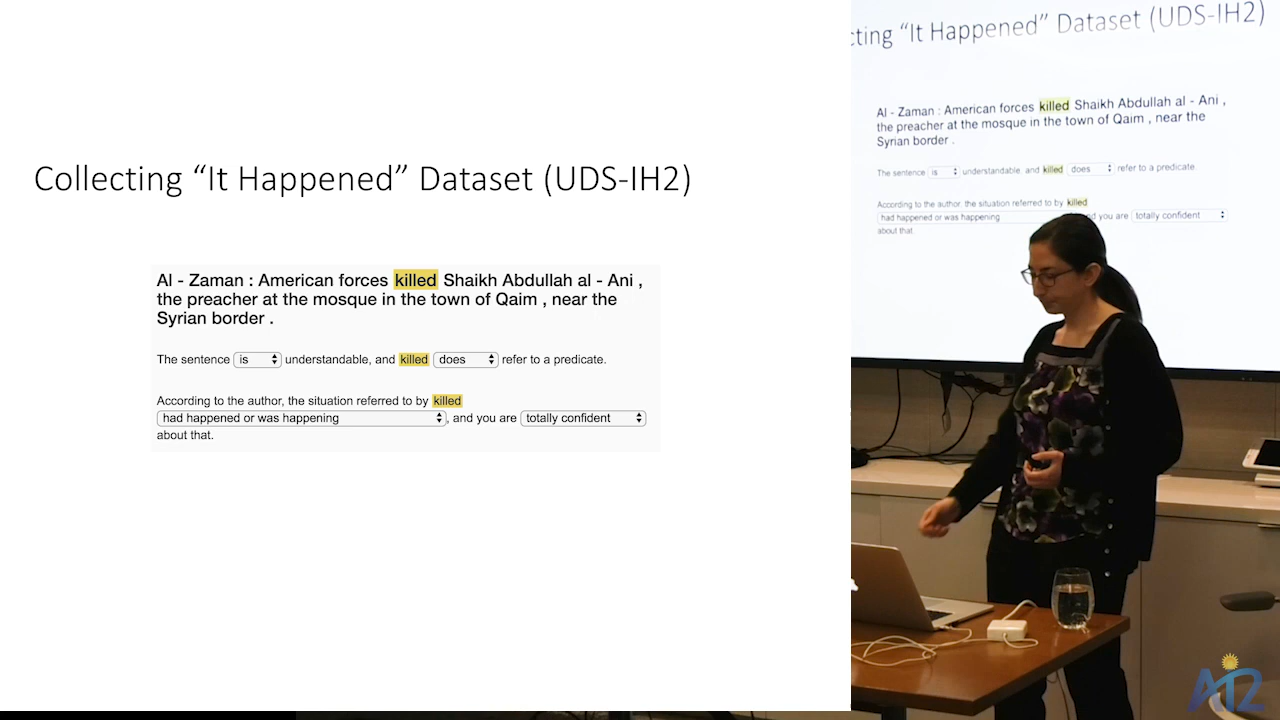 Collecting “It Happened” Dataset (UDS-IH2)
Al - Zaman : American forces killed Shaikh Abdullah al - Ani ,
the preacher at the mosque in the town of Qaim , near the
Syrian border .
The sentence is understandable, and killed does refer to a predicate.
According to the author, the situation referred to by killed
had happened or was happening , and you are totally confident
about that.
cting “It Happened” Dataset (UDS-IH2)
Al - Zaman : American forces killed Shaikh Abdullah al - Ani ,
the preacher at the mosque in the town of Qaim , near the
Syrian border .
The sentence is understandable, and killed does refer to a predicate.
According to the author, the situation referred to by killed
had happened or was happening nd you are totally confident
about that.
AI2